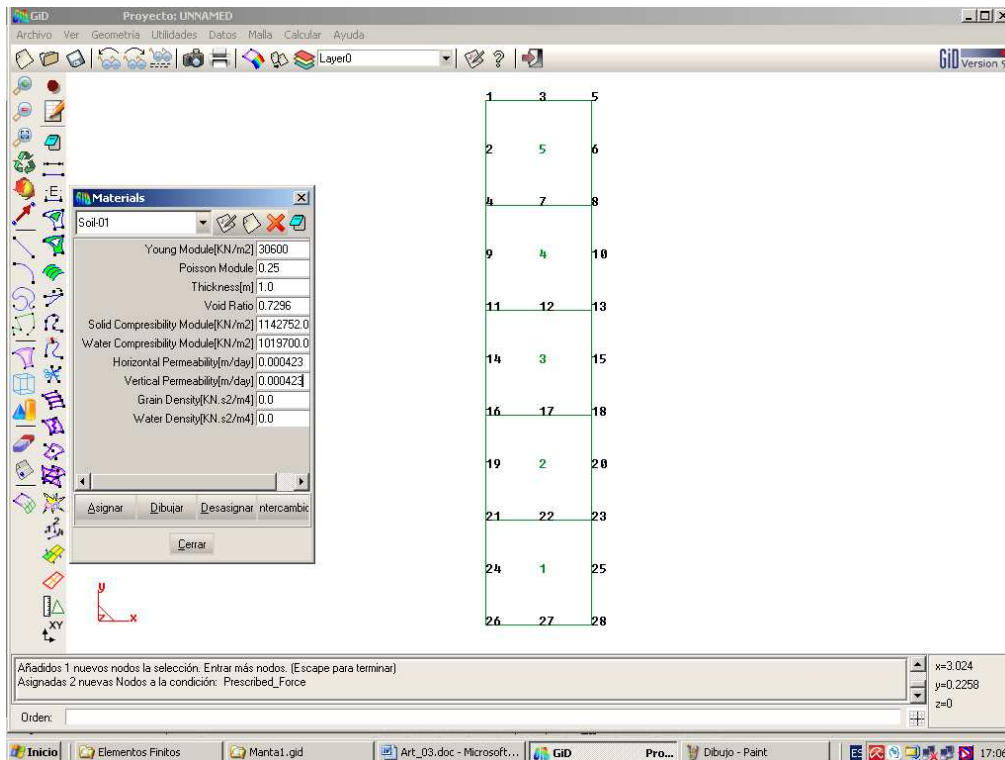 GiD Proyecto: UNNAMED
Archivo Ver Geometría Utilidades Datos Malla Calcular Ayuda
Layer0
GiD Version
1 3 5
2 5 6
4 7 8
9 4 10
11 12 13
14 3 15
16 17 18
19 2 20
21 22 23
24 1 25
26 27 28
Materials
Soil-01
Young Module[KN/m2] 30600
Poisson Module 0.25
Thickness[m] 1.0
Void Ratio 0.7296
Solid Compresibility Module[KN/m2] 1142752.0
Water Compresibility Module[KN/m2] 1019700.0
Horizontal Permeability[m/day] 0.000423
Vertical Permeability[m/day] 0.000423
Grain Density[KN.s2/m4] 0.0
Water Density[KN.s2/m4] 0.0
Asignar Dibujar Desasignar ntercambic
Cerrar
y
z x
Añadidos 1 nuevos nodos la selección. Entrar más nodos. (Escape para terminar)
Asignadas 2 nuevas Nodos a la condición: Prescribed_Force
x=3.024
y=0.2258
z=0
Orden:
Inicio Elementos Finitos Manta1.gid Art_03.doc - Microsoft... GiD Pro... Dibujo - Paint ES 17:06